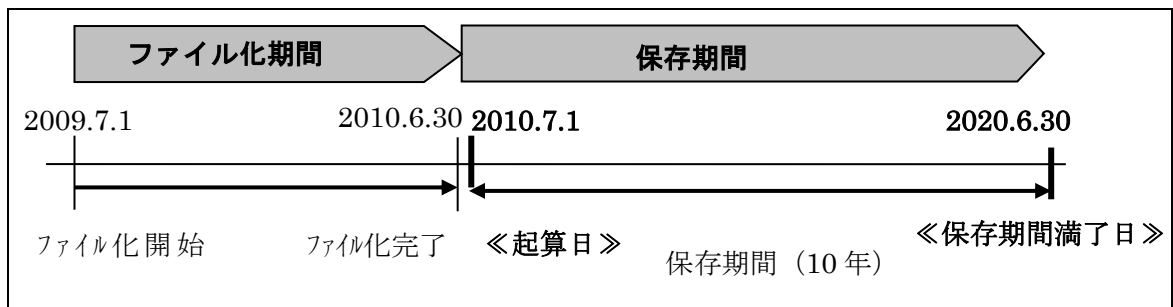 ファイル化期間 保存期間
2009.7.1 2010.6.30 2010.7.1 2020.6.30
ファイル化開始 ファイル化完了 ≪起算日≫ 保存期間（10 年） ≪保存期間満了日≫